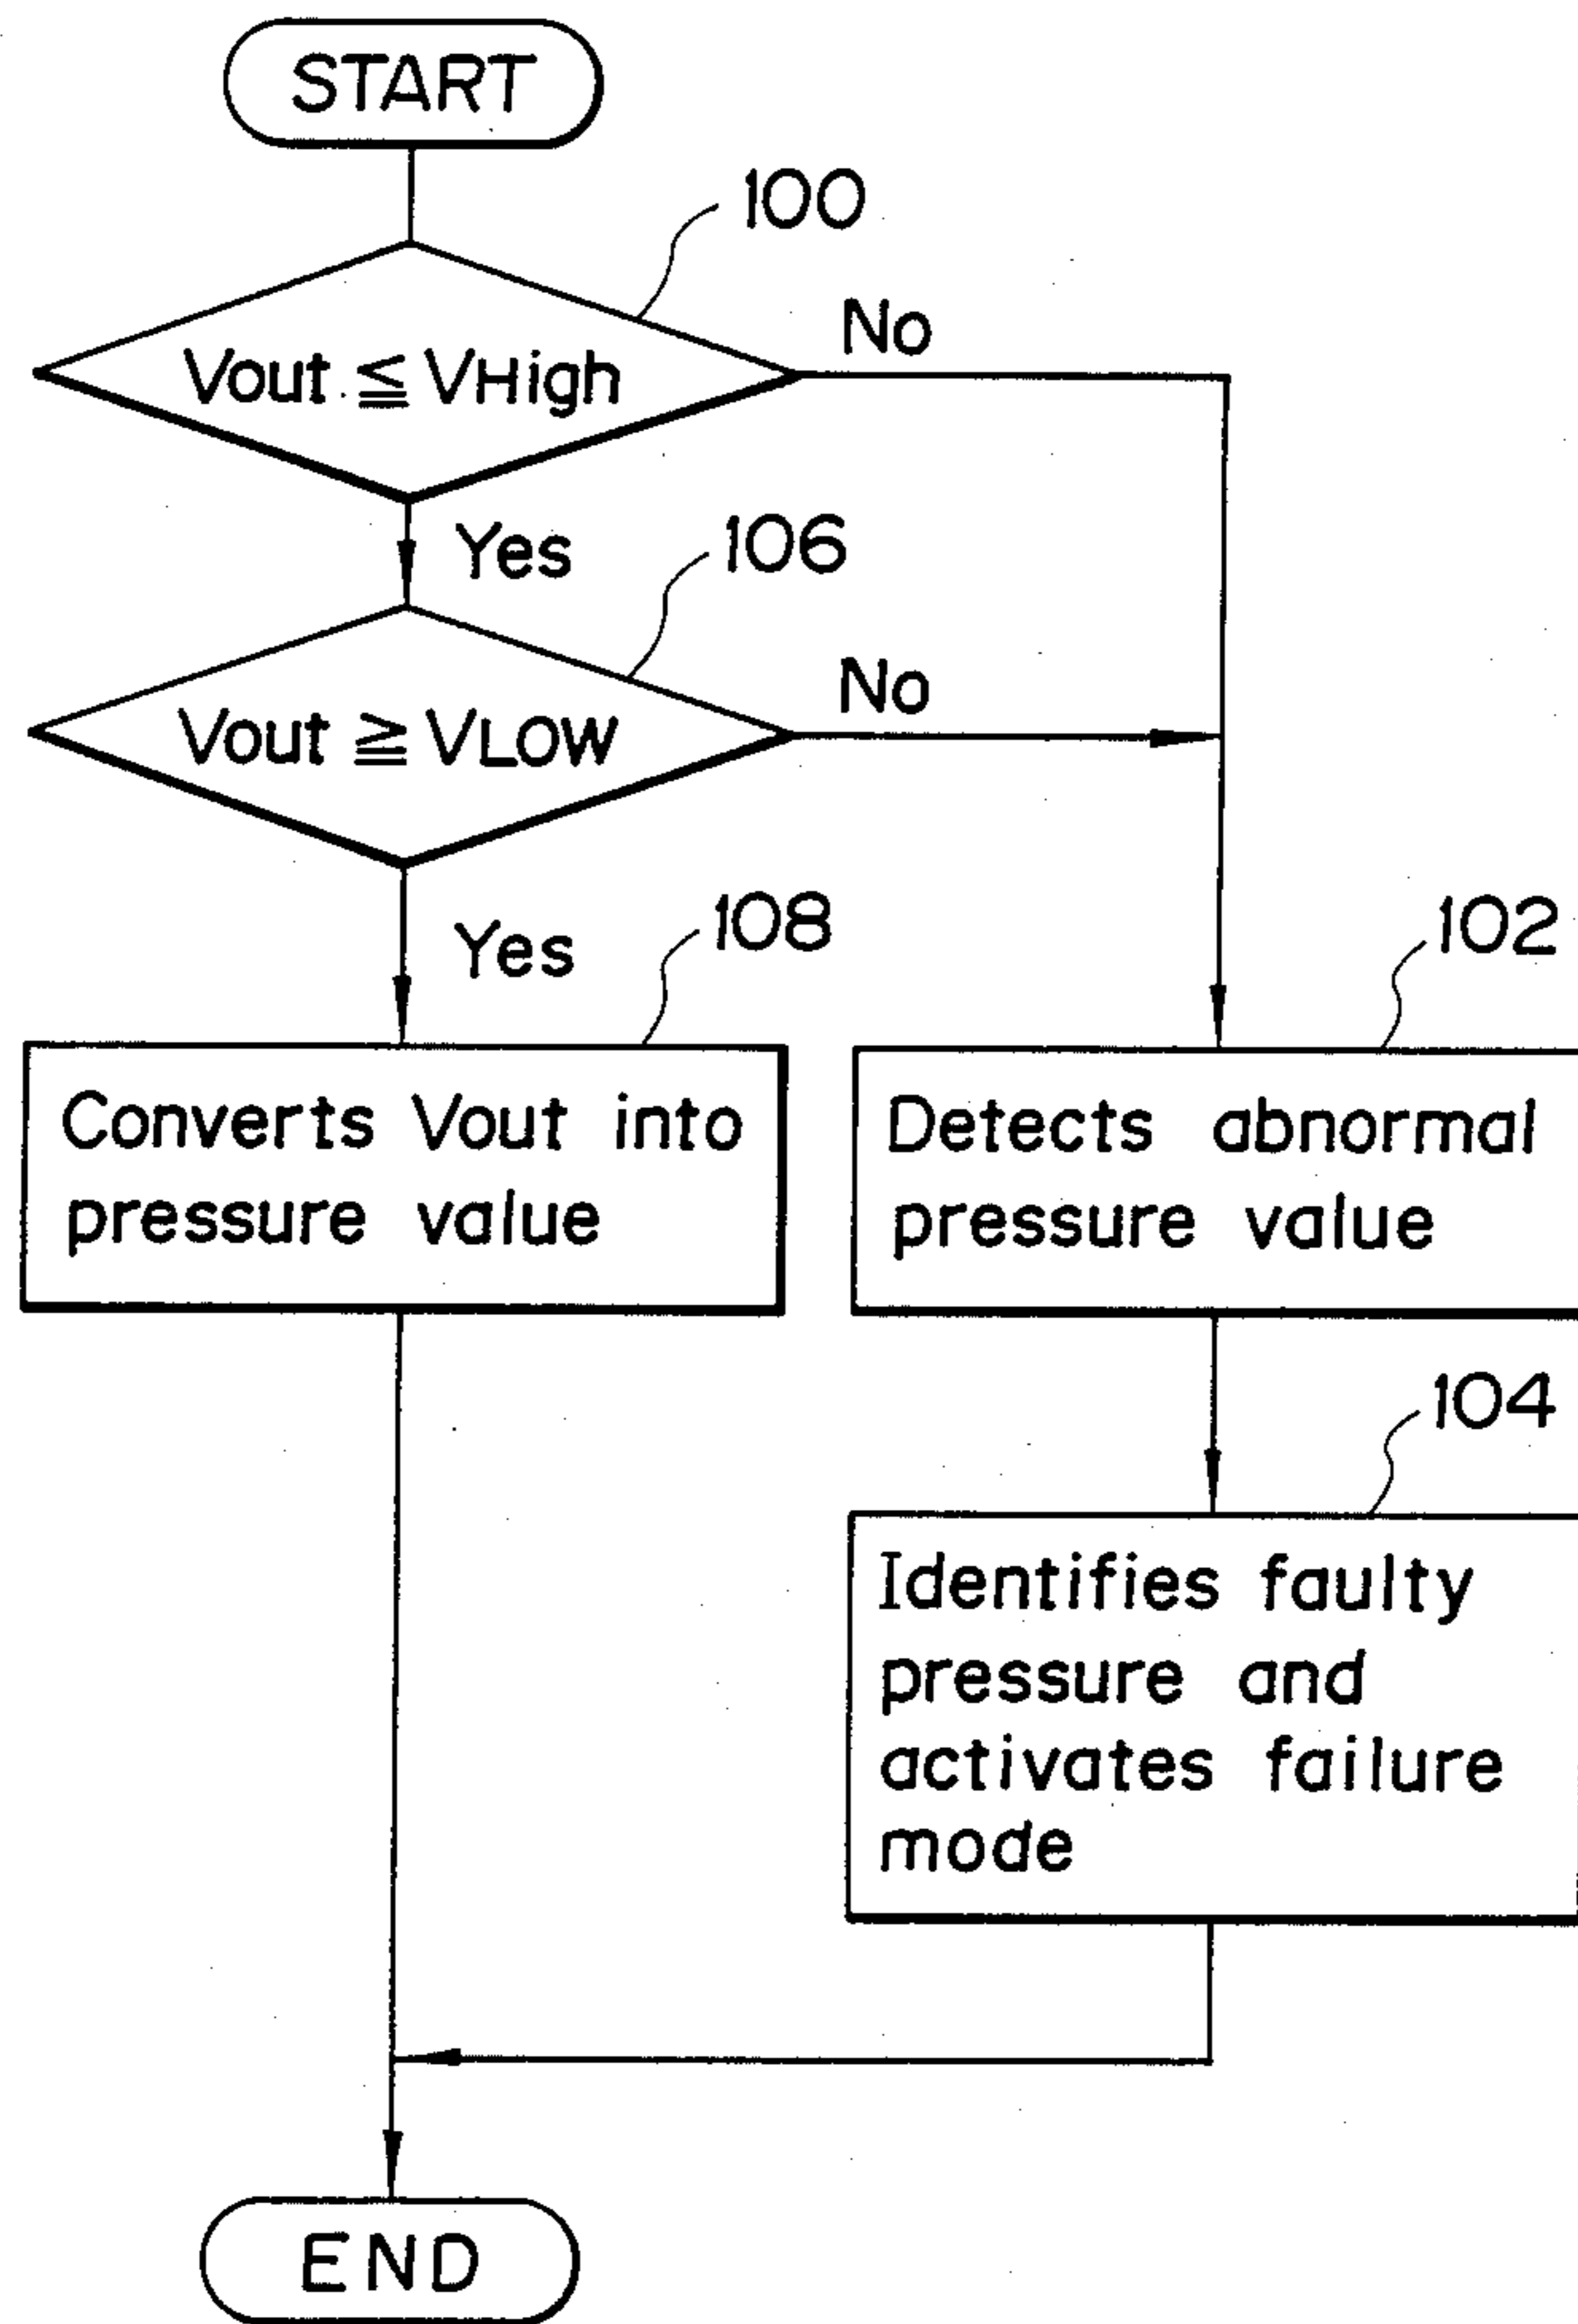 START
100
Vout ≦ VHigh
No
Yes
106
Vout ≧ VLOW
No
Yes
108
102
Converts Vout into
pressure value
Detects abnormal
pressure value
104
Identifies faulty
pressure and
activates failure
mode
END